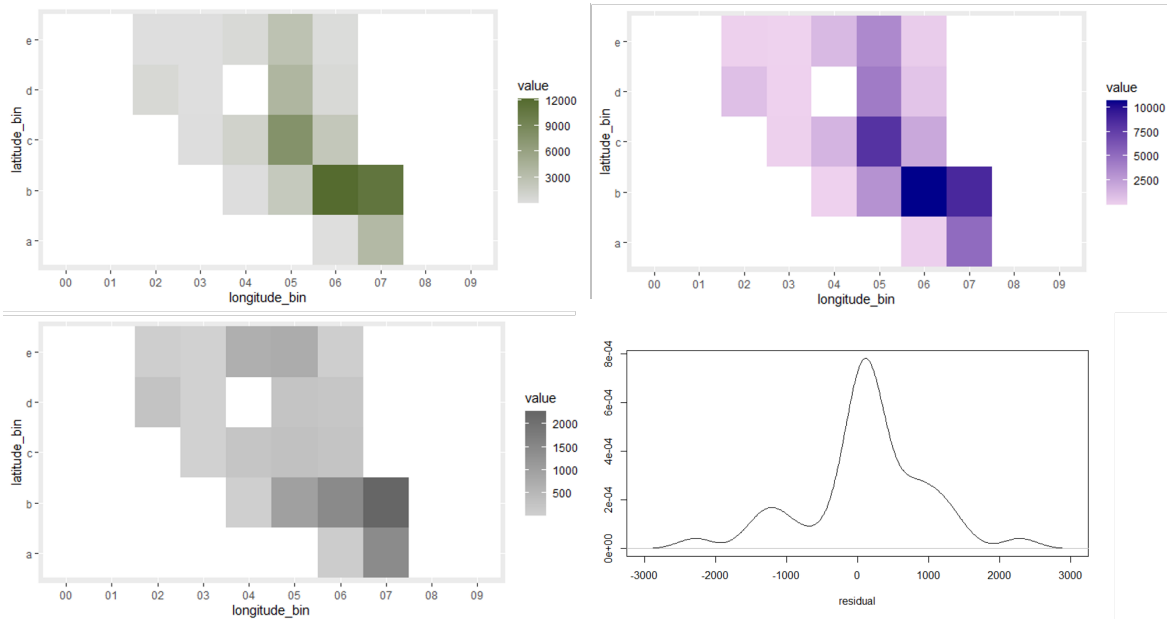 value
12000
9000
6000
3000
e
d
c
b
a
latitude_bin
00 01 02 03 04 05 06 07 08 09
longitude_bin
value
10000
7500
5000
2500
e
d
c
b
a
latitude_bin
00 01 02 03 04 05 06 07 08 09
longitude_bin
value
2000
1500
1000
500
e
d
c
b
a
latitude_bin
00 01 02 03 04 05 06 07 08 09
longitude_bin
8e-04
6e-04
4e-04
2e-04
0e+00
-3000 -2000 -1000 0 1000 2000 3000
residual